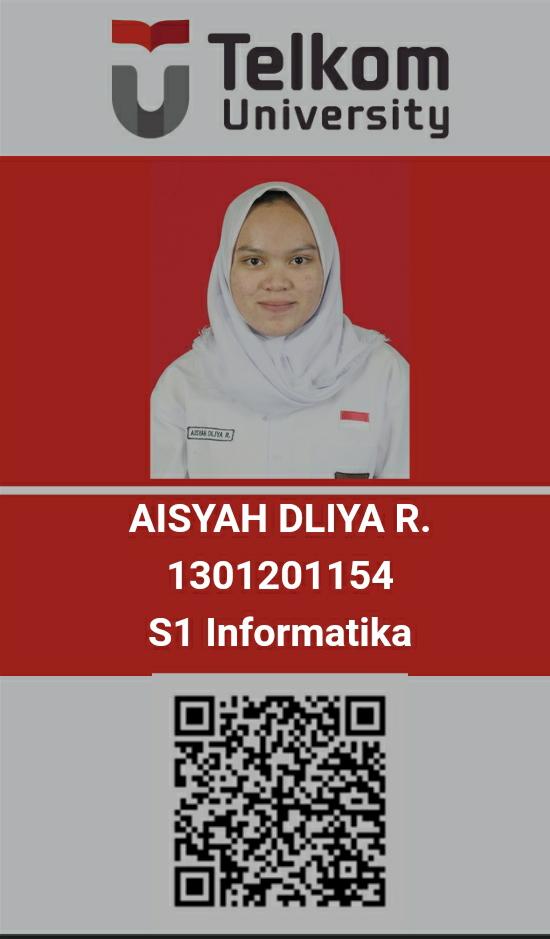 Telkom
University
AISYAH DLIYA R.
AISYAH DLIYA R.
1301201154
S1 Informatika